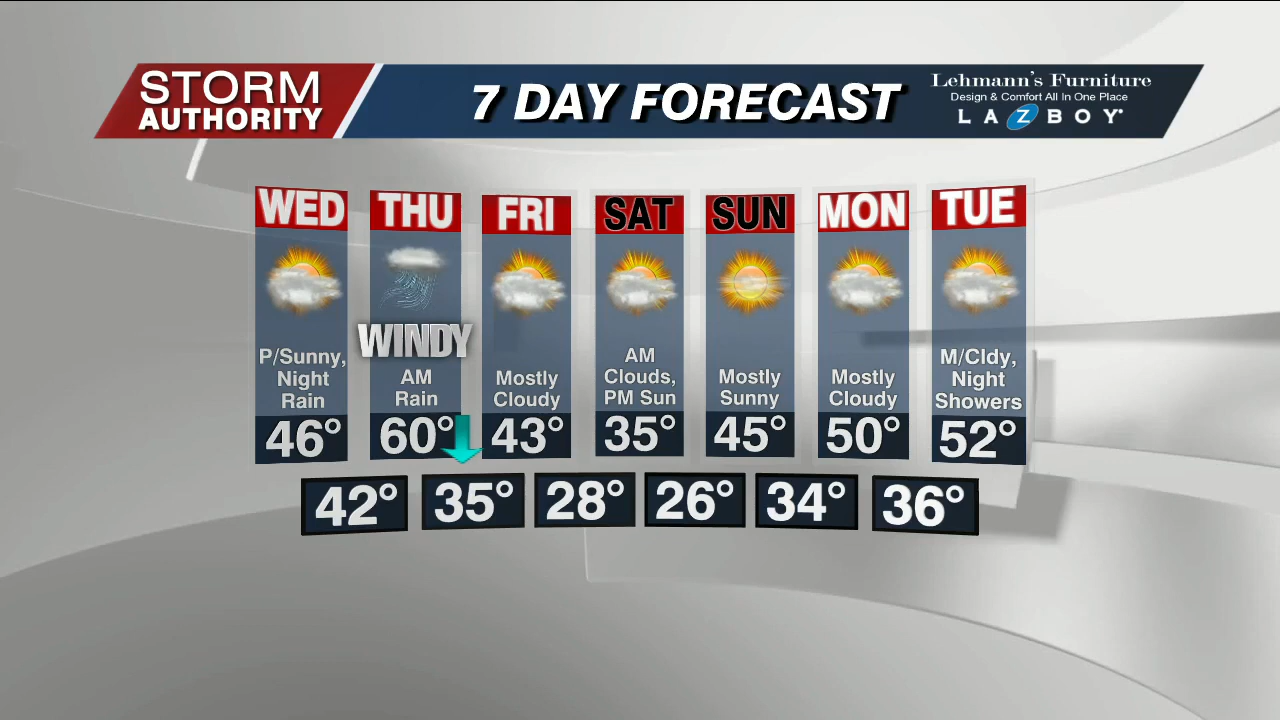 STORM
AUTHORITY
7 DAY FORECAST
Lehmann's Furniture
Design & Comfort All In One Place
LA Z BOY®
WED
P/Sunny,
Night
Rain
46°
THU
WINDY
AM
Rain
60°
FRI
Mostly
Cloudy
43°
SAT
AM
Clouds,
PM Sun
35°
SUN
Mostly
Sunny
45°
MON
Mostly
Cloudy
50°
TUE
M/Cldy,
Night
Showers
52°
42° 35° 28° 26° 34° 36°